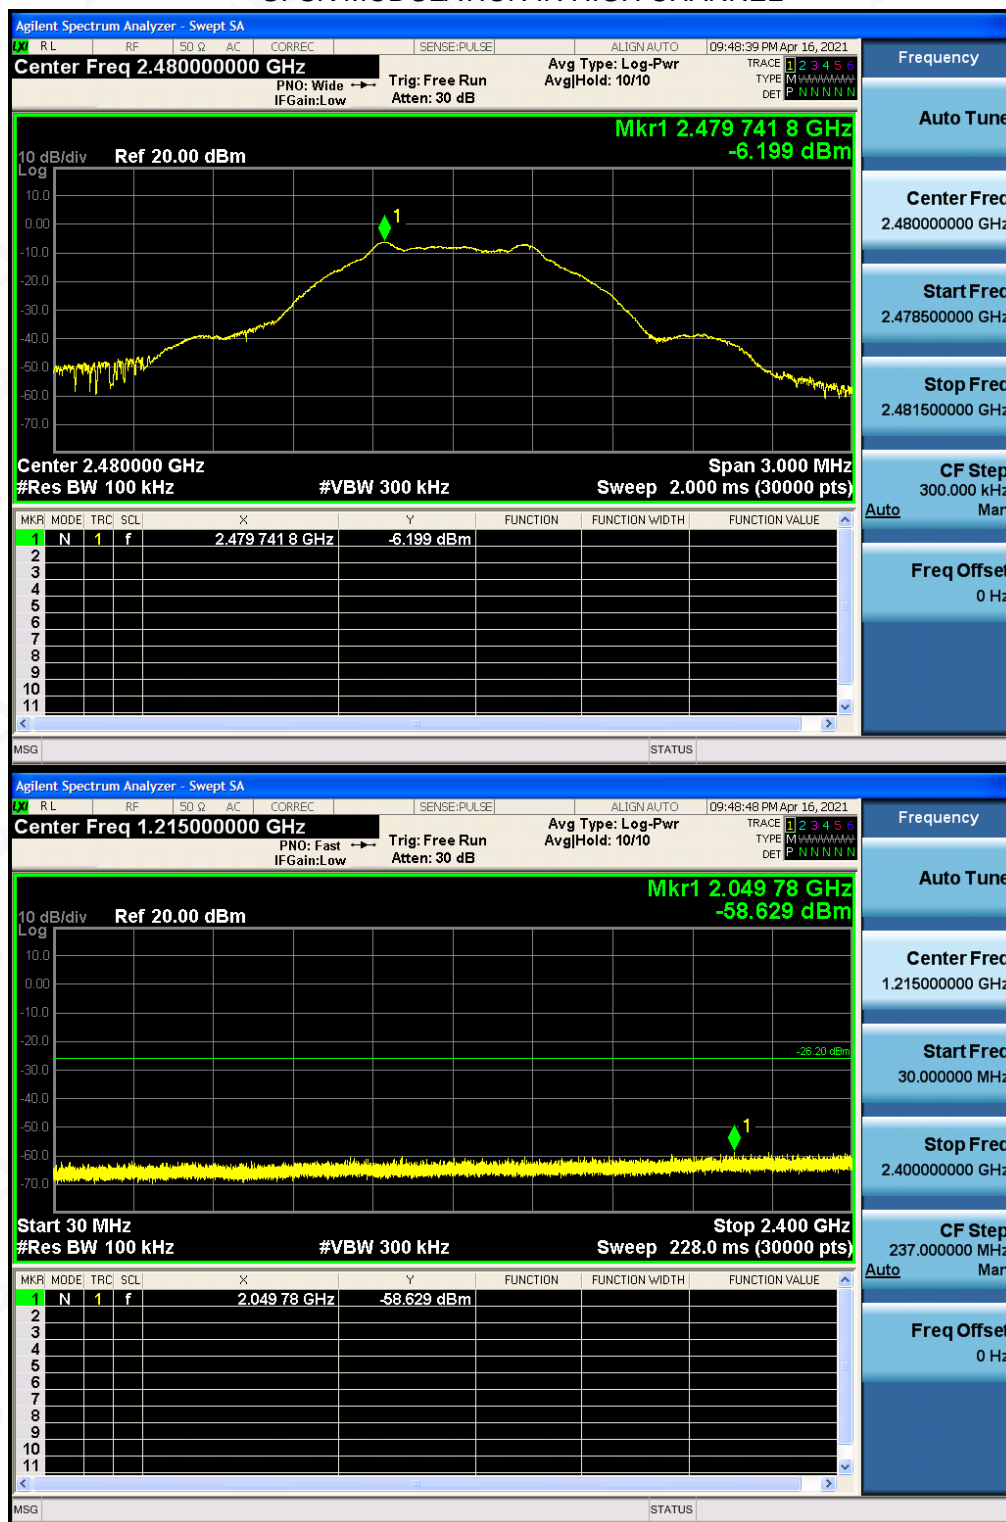 Agilent Spectrum Analyzer - Swept SA
LXI RL RF 50 Ω AC CORREC SENSE:PULSE ALIGN AUTO 09:48:39 PM Apr 16, 2021
Center Freq 2.480000000 GHz
PNO: Wide
IFGain:Low
Trig: Free Run
Atten: 30 dB
Avg Type: Log-Pwr
Avg|Hold: 10/10
TRACE 1 2 3 4 5 6
TYPE M
DET P N N N N N
Mkr1 2.479 741 8 GHz
-6.199 dBm
10 dB/div Ref 20.00 dBm
Log
10.0
0.00
-10.0
-20.0
-30.0
-40.0
-50.0
-60.0
-70.0
1
Center 2.480000 GHz Span 3.000 MHz
#Res BW 100 kHz #VBW 300 kHz Sweep 2.000 ms (30000 pts)
MKR MODE TRC SCL X Y FUNCTION FUNCTION WIDTH FUNCTION VALUE
1 N 1 f 2.479 741 8 GHz -6.199 dBm
2
3
4
5
6
7
8
9
10
11
MSG STATUS
Frequency
Auto Tune
Center Freq
2.480000000 GHz
Start Freq
2.478500000 GHz
Stop Freq
2.481500000 GHz
CF Step
300.000 kHz
Auto Man
Freq Offset
0 Hz
Agilent Spectrum Analyzer - Swept SA
LXI RL RF 50 Ω AC CORREC SENSE:PULSE ALIGN AUTO 09:48:48 PM Apr 16, 2021
Center Freq 1.215000000 GHz
PNO: Fast
IFGain:Low
Trig: Free Run
Atten: 30 dB
Avg Type: Log-Pwr
Avg|Hold: 10/10
TRACE 1 2 3 4 5 6
TYPE M
DET P N N N N N
Mkr1 2.049 78 GHz
-58.629 dBm
10 dB/div Ref 20.00 dBm
Log
10.0
0.00
-10.0
-20.0
-30.0
-40.0
-50.0
-60.0
-70.0
-26.20 dBm
1
Start 30 MHz Stop 2.400 GHz
#Res BW 100 kHz #VBW 300 kHz Sweep 228.0 ms (30000 pts)
MKR MODE TRC SCL X Y FUNCTION FUNCTION WIDTH FUNCTION VALUE
1 N 1 f 2.049 78 GHz -58.629 dBm
2
3
4
5
6
7
8
9
10
11
MSG STATUS
Frequency
Auto Tune
Center Freq
1.215000000 GHz
Start Freq
30.000000 MHz
Stop Freq
2.400000000 GHz
CF Step
237.000000 MHz
Auto Man
Freq Offset
0 Hz